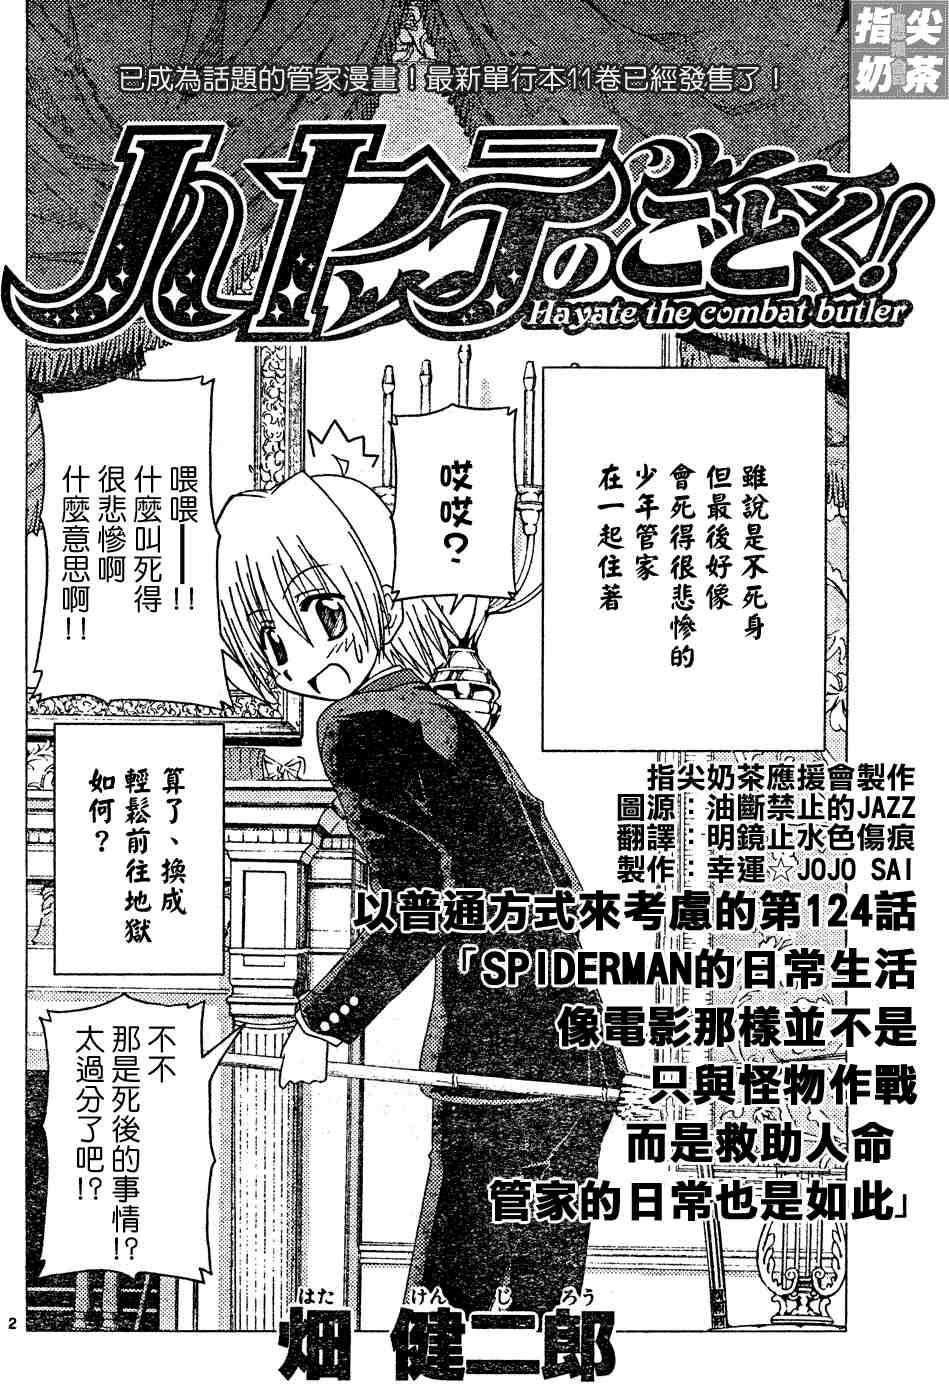 指尖
奶茶
應援會
已成為話題的管家漫畫！最新單行本11卷已經發售了！
ハヤテのごとく！
Hayate the combat butler
雖說是不死身
但最後好像
會死得很悲慘的
少年管家
在一起住著
哎哎？
喂喂——！！
什麼叫死得
很悲慘啊
什麼意思啊！！
算了、換成
輕鬆前往地獄
如何？
不不
那是死後的事情！？
太過分了吧！？
指尖奶茶應援會製作
圖源：油斷禁止的JAZZ
翻譯：明鏡止水色傷痕
製作：幸運☆JOJO SAI
以普通方式來考慮的第124話
「SPIDERMAN的日常生活
像電影那樣並不是
只與怪物作戰
而是救助人命
管家的日常也是如此」
はた けんじろう
畑 健二郎
2